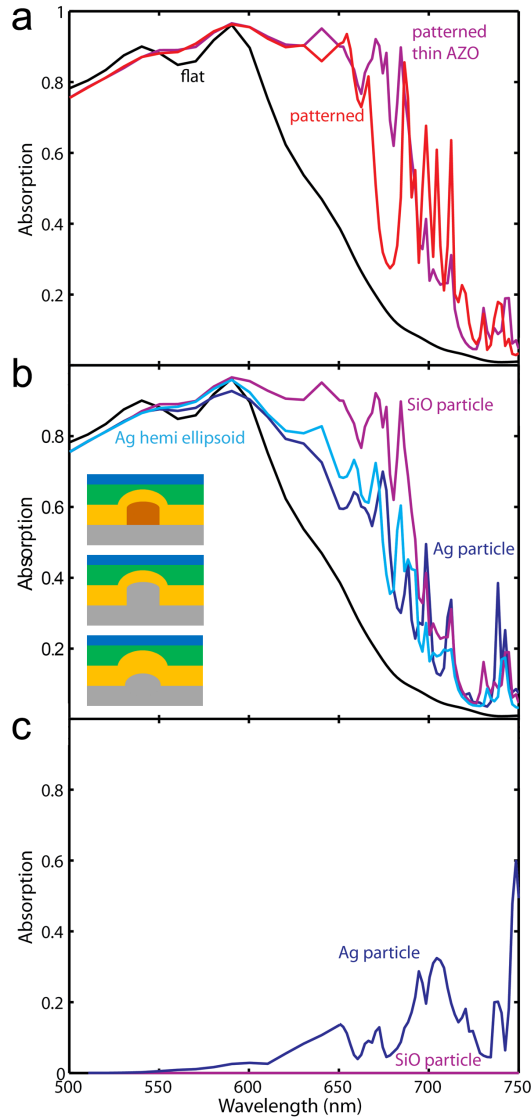 a
1
0.8
0.6
0.4
0.2
Absorption
flat
patterned
patterned
thin AZO
b
0.8
0.6
0.4
0.2
Absorption
SiO particle
Ag hemi ellipsoid
Ag particle
c
0.8
0.6
0.4
0.2
0
Absorption
Ag particle
SiO particle
500
550
600
650
700
750
Wavelength (nm)